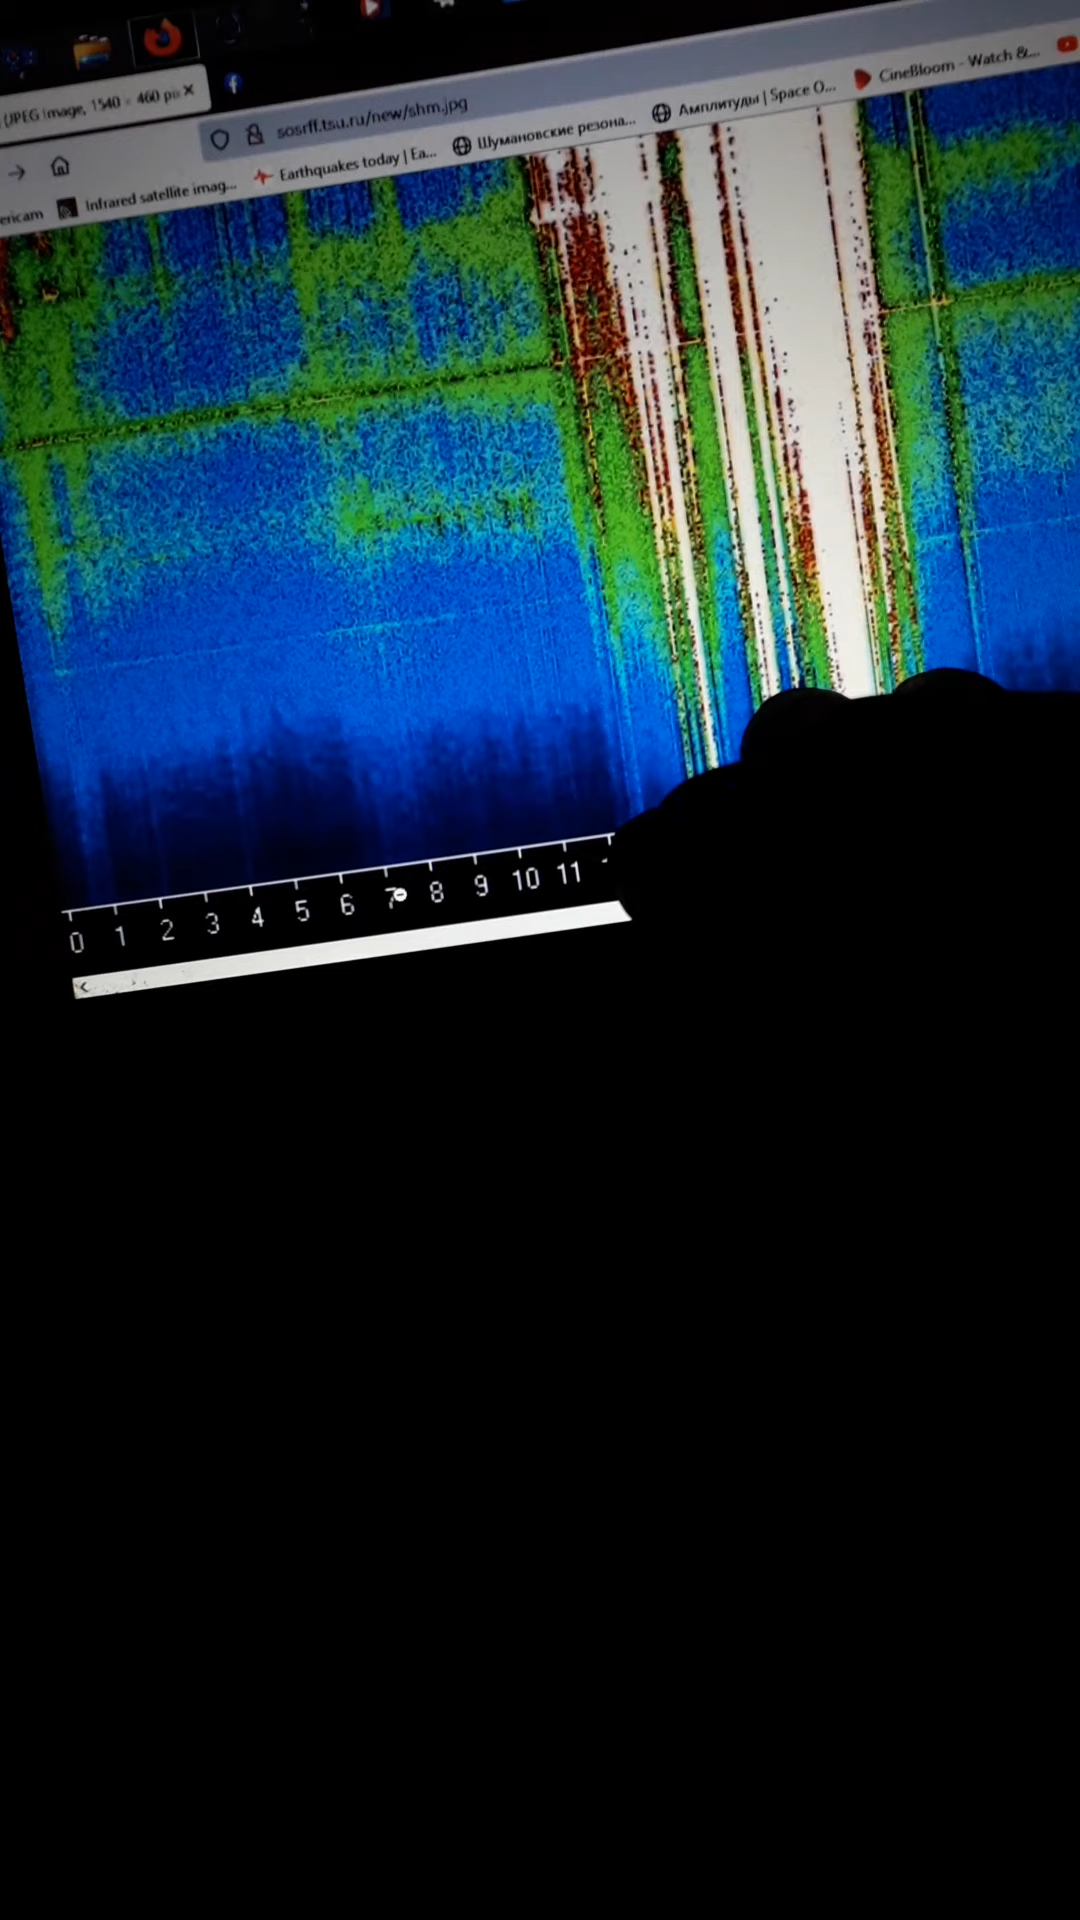 (JPEG Image, 1540 × 460 pi
sosrff.tsu.ru/new/shm.jpg
ericam Infrared satellite imag... Earthquakes today | Ea... Шумановские резона... Амплитуды | Space O... CineBloom - Watch &...
0 1 2 3 4 5 6 7 8 9 10 11